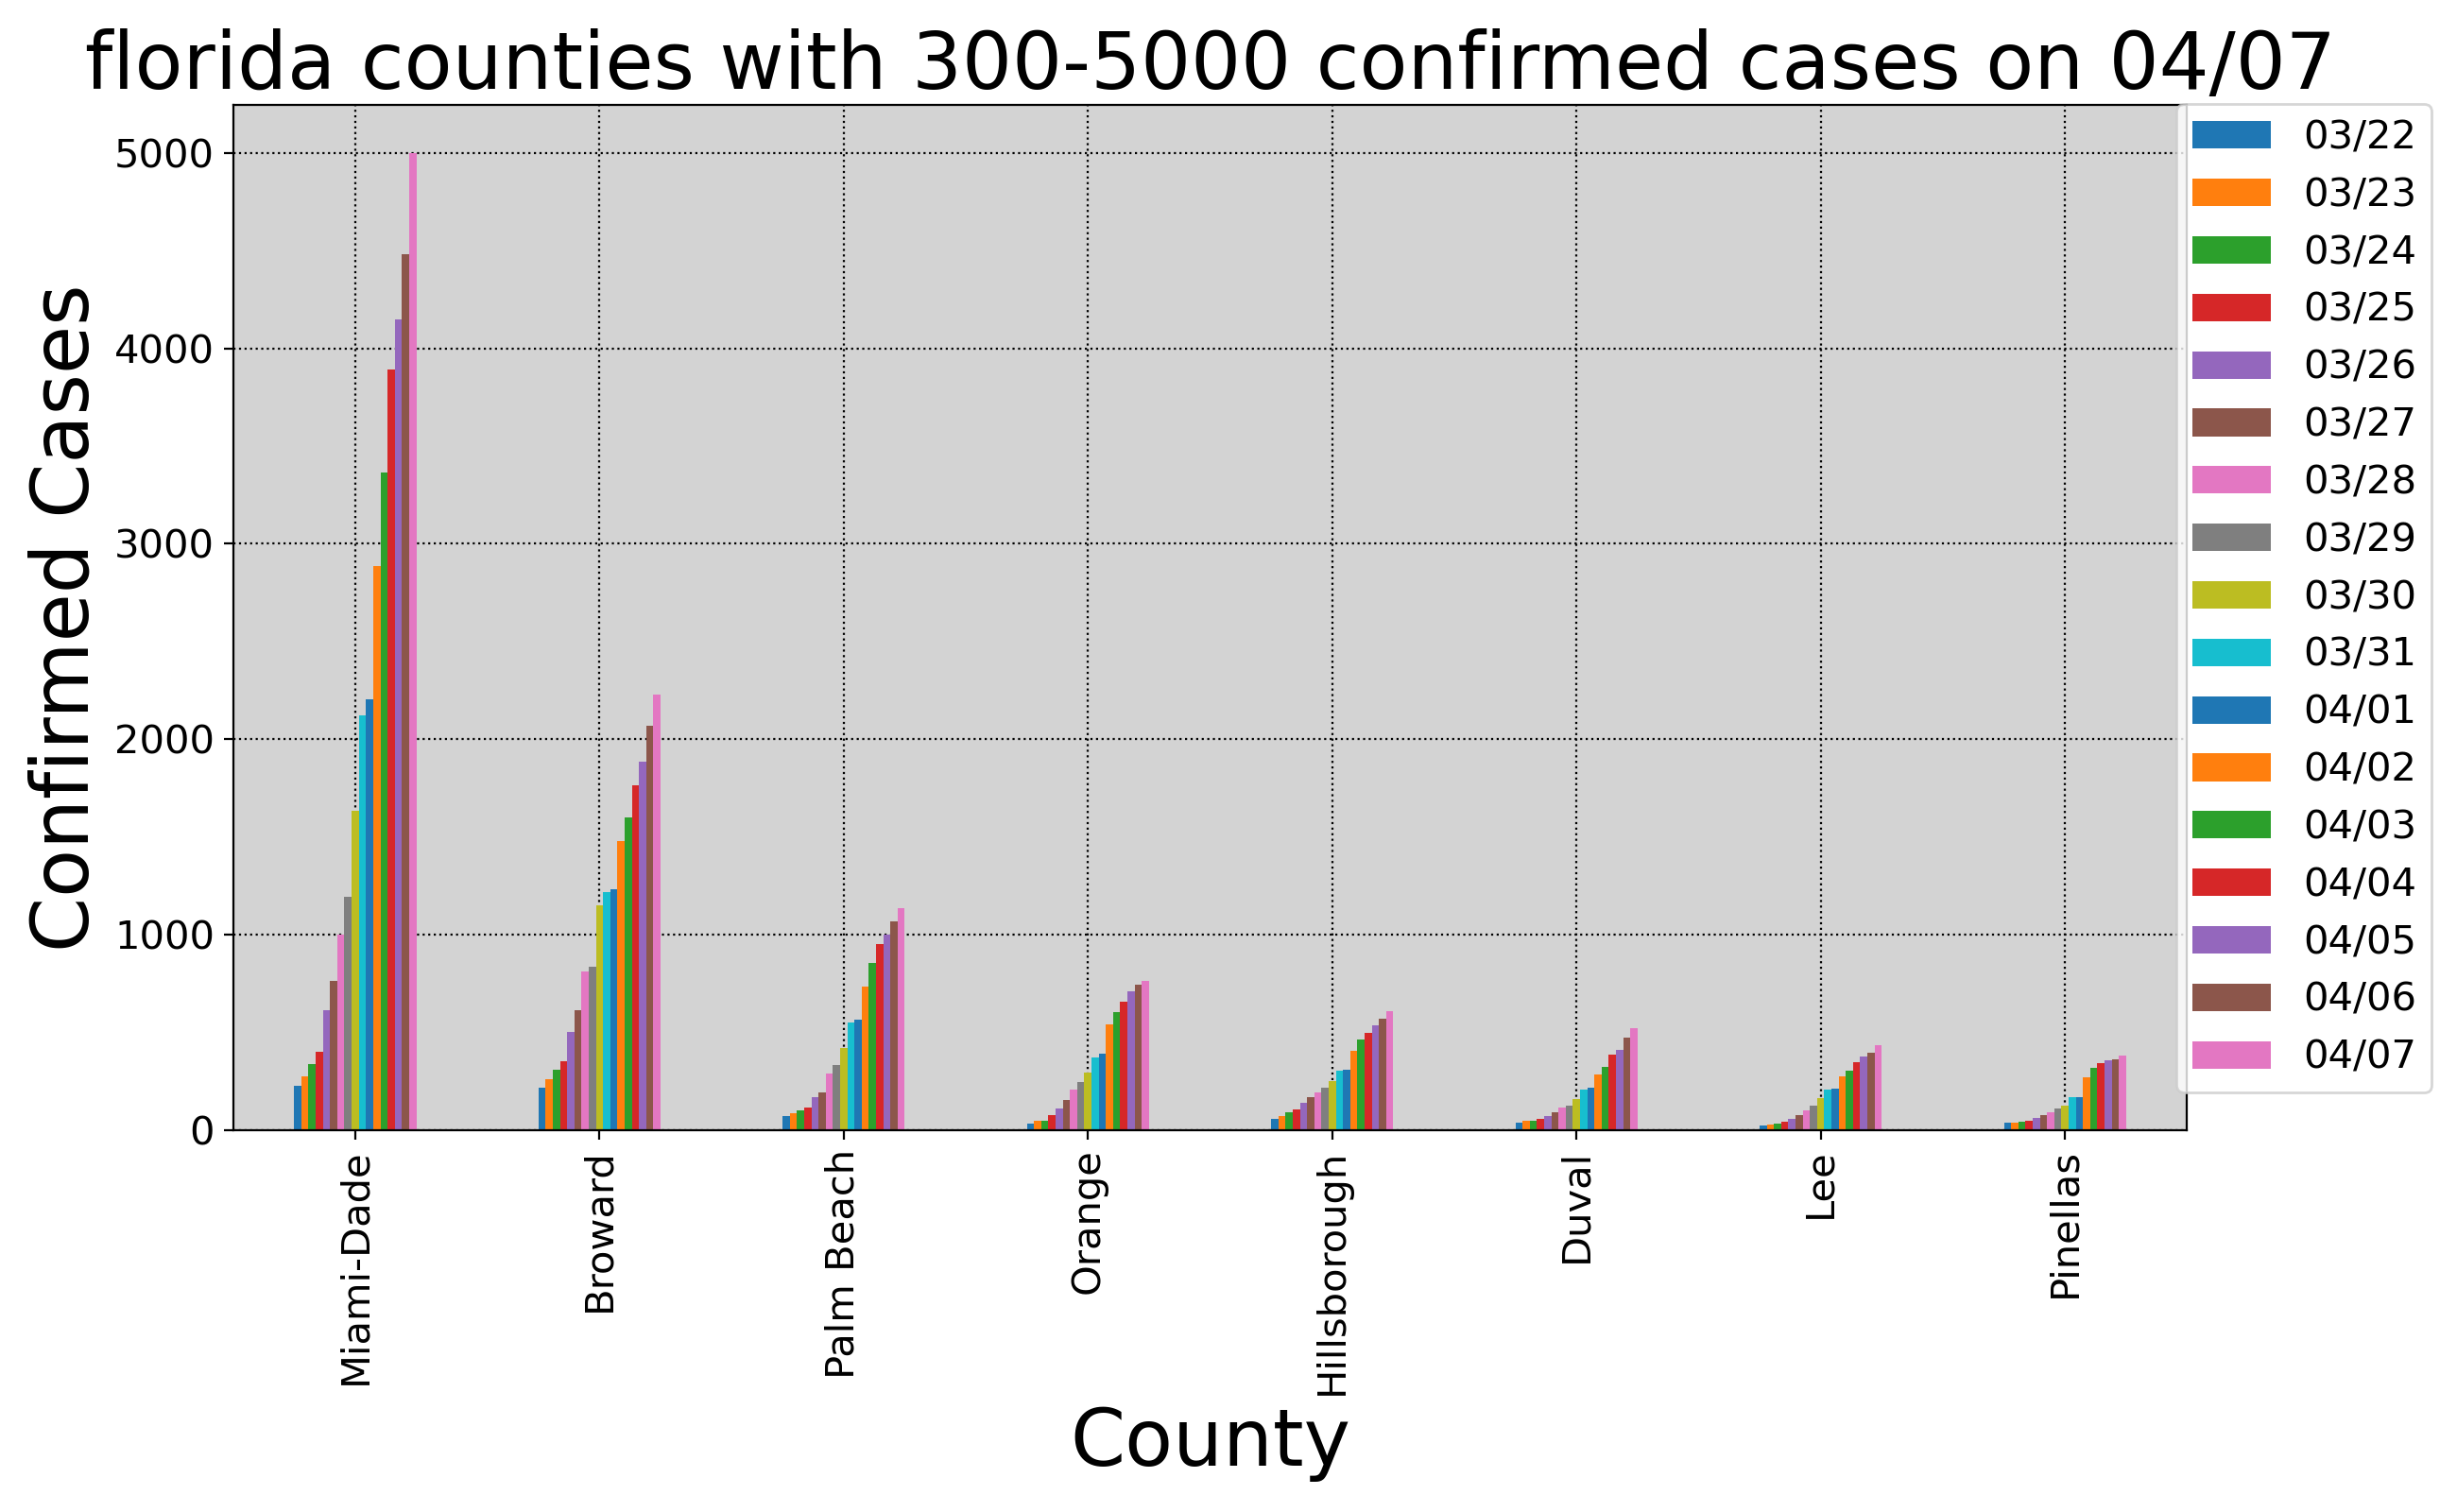 florida counties with 300-5000 confirmed cases on 04/07
Confirmed Cases
5000
4000
3000
2000
1000
0
Miami-Dade
Broward
Palm Beach
Orange
Hillsborough
Duval
Lee
Pinellas
County
03/22
03/23
03/24
03/25
03/26
03/27
03/28
03/29
03/30
03/31
04/01
04/02
04/03
04/04
04/05
04/06
04/07